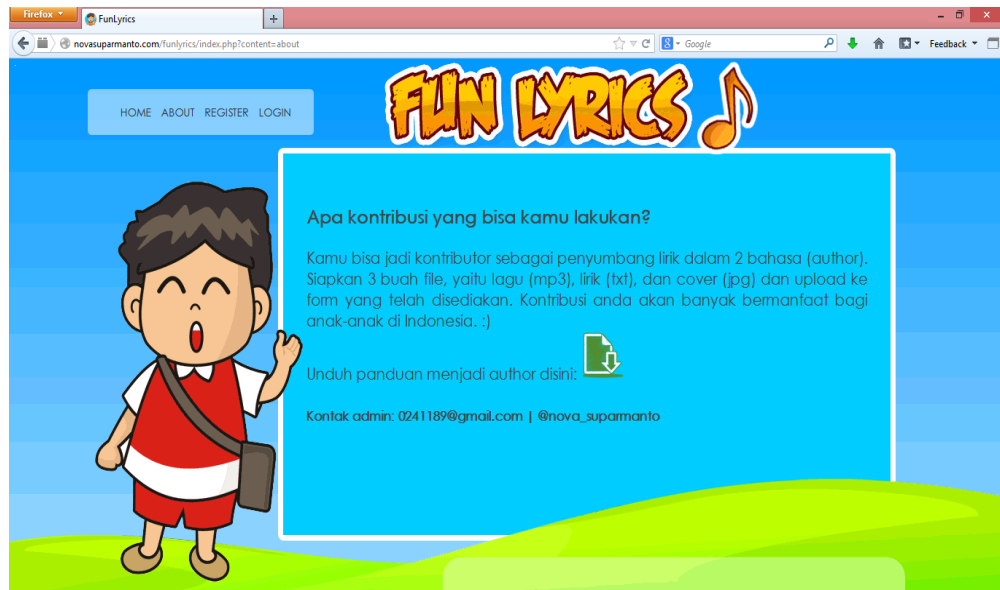 Firefox
FunLyrics
novasuparmanto.com/funlyrics/index.php?content=about
Google
Feedback
HOME ABOUT REGISTER LOGIN
FUN LYRICS
Apa kontribusi yang bisa kamu lakukan?
Kamu bisa jadi kontributor sebagai penyumbang lirik dalam 2 bahasa (author).
Siapkan 3 buah file, yaitu lagu (mp3), lirik (txt), dan cover (jpg) dan upload ke
form yang telah disediakan. Kontribusi anda akan banyak bermanfaat bagi
anak-anak di Indonesia. :)
Unduh panduan menjadi author disini:
Kontak admin: 0241189@gmail.com | @nova_suparmanto